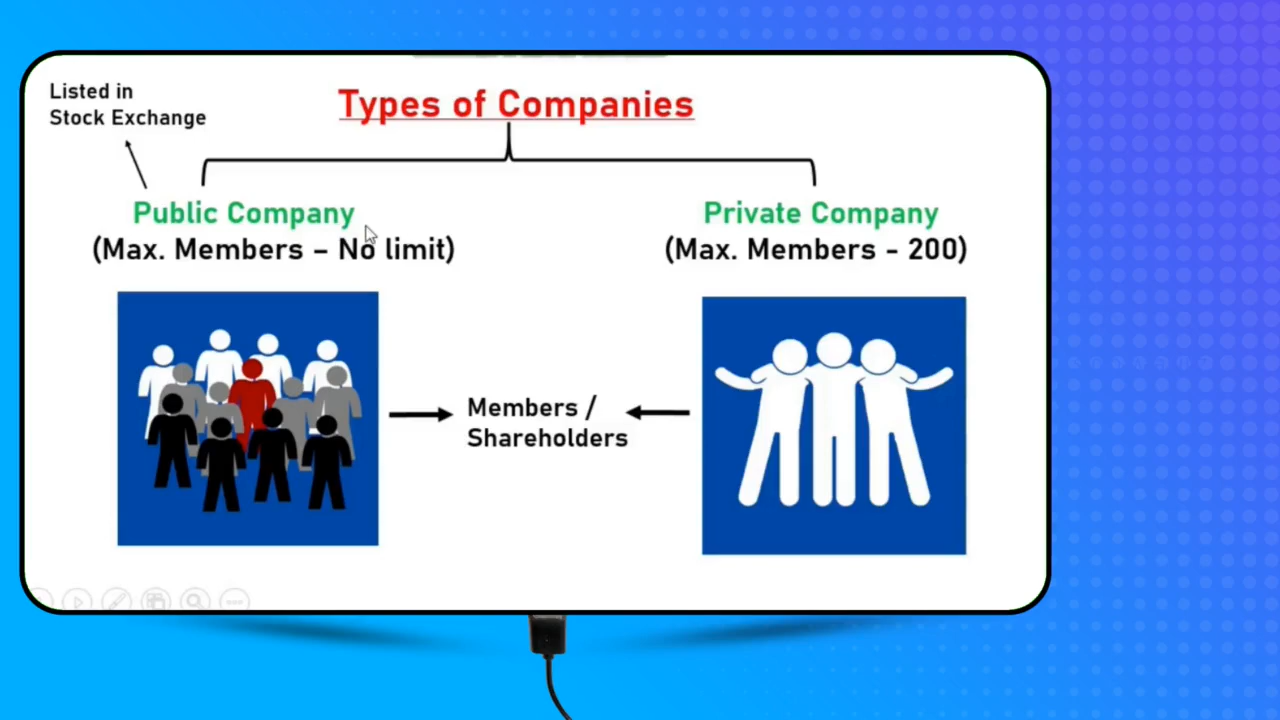 Listed in
Stock Exchange
Types of Companies
Public Company
(Max. Members – No limit)
Private Company
(Max. Members - 200)
Members /
Shareholders